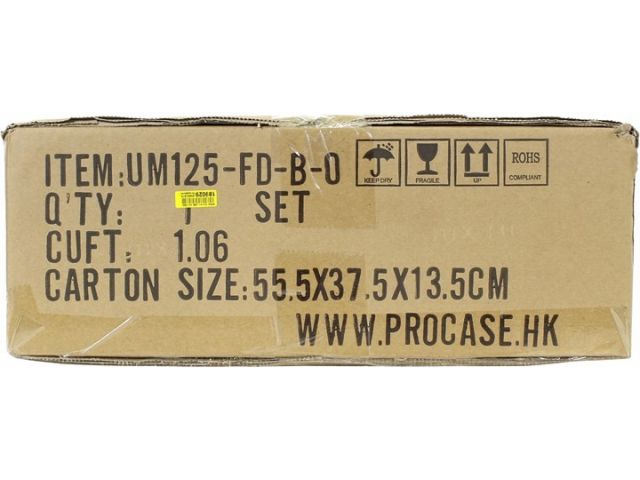 ITEM:UM125-FD-B-0
Q'TY: 1 SET
CUFT: 1.06
CARTON SIZE:55.5X37.5X13.5CM
WWW.PROCASE.HK
KEEP DRY
FRAGILE
UP
ROHS
COMPLIANT